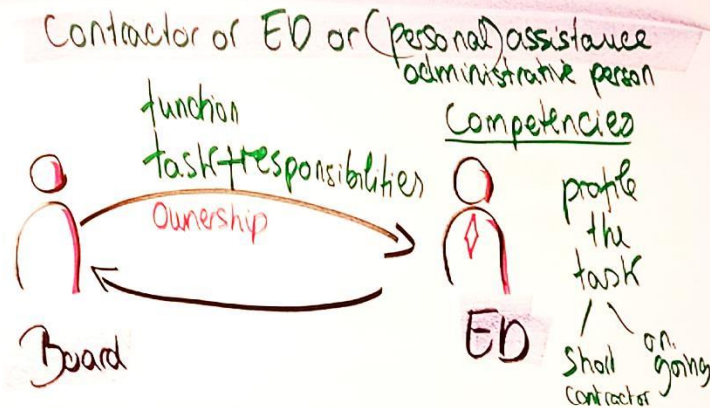 Contractor or ED or (personal) assistance
administrative person
function
task + responsibilities
Ownership
Board
Competencies
profile
the
task
ED
short
contractor
on
going